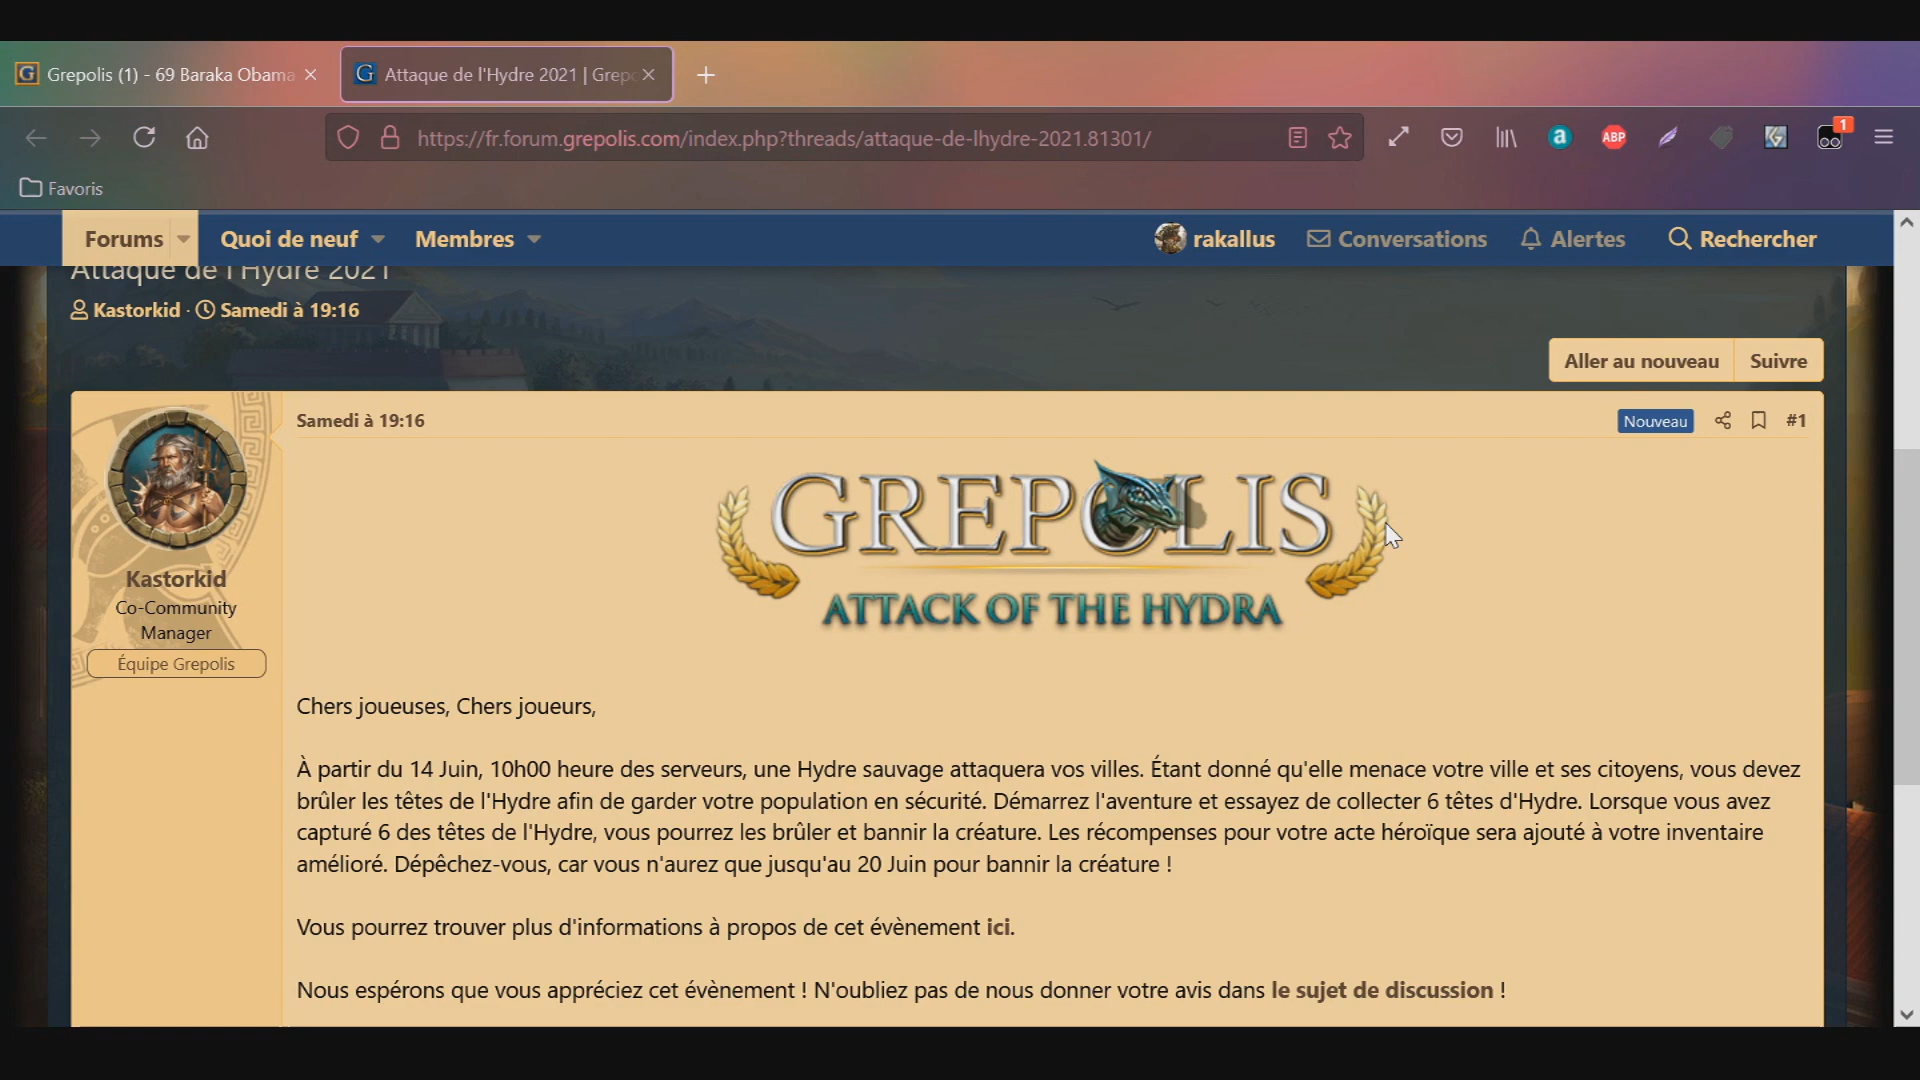 Grepolis (1) - 69 Baraka Obama
Attaque de l'Hydre 2021 | Grep
https://fr.forum.grepolis.com/index.php?threads/attaque-de-lhydre-2021.81301/
ABP
1
Favoris
Forums
Quoi de neuf
Membres
rakallus
Conversations
Alertes
Rechercher
Attaque de l'Hydre 2021
Kastorkid · Samedi à 19:16
Aller au nouveau
Suivre
Samedi à 19:16
Nouveau
#1
GREPOLIS
ATTACK OF THE HYDRA
Kastorkid
Co-Community
Manager
Équipe Grepolis
Chers joueuses, Chers joueurs,
À partir du 14 Juin, 10h00 heure des serveurs, une Hydre sauvage attaquera vos villes. Étant donné qu'elle menace votre ville et ses citoyens, vous devez
brûler les têtes de l'Hydre afin de garder votre population en sécurité. Démarrez l'aventure et essayez de collecter 6 têtes d'Hydre. Lorsque vous avez
capturé 6 des têtes de l'Hydre, vous pourrez les brûler et bannir la créature. Les récompenses pour votre acte héroïque sera ajouté à votre inventaire
amélioré. Dépêchez-vous, car vous n'aurez que jusqu'au 20 Juin pour bannir la créature !
Vous pourrez trouver plus d'informations à propos de cet évènement ici.
Nous espérons que vous appréciez cet évènement ! N'oubliez pas de nous donner votre avis dans le sujet de discussion !